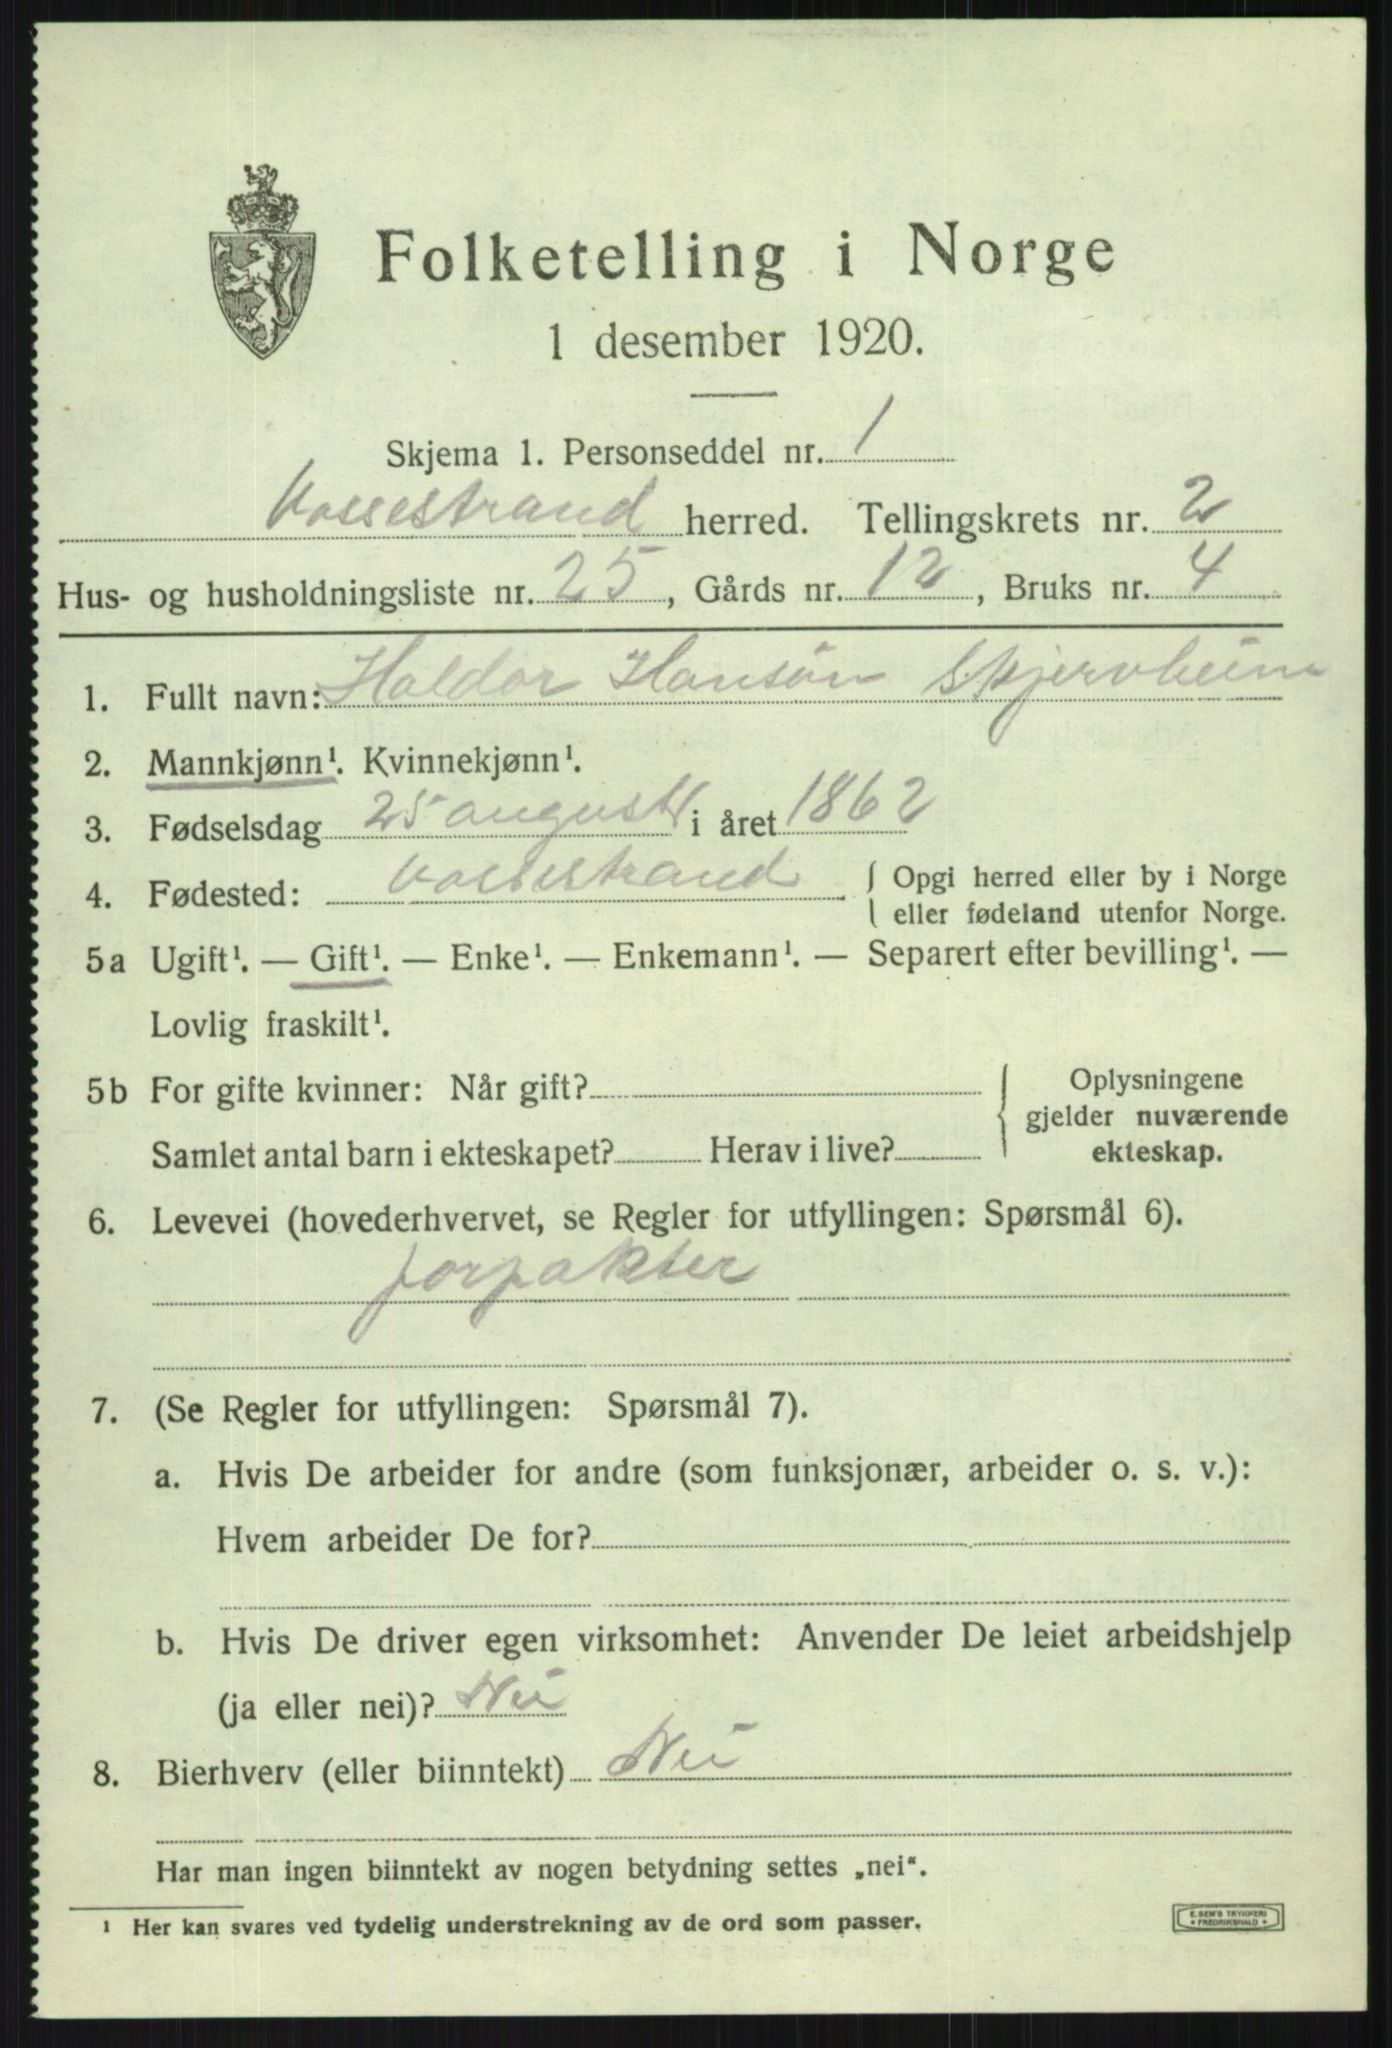 Folketelling i Norge
1 desember 1920.
Skjema 1. Personseddel nr. 1
Vossestrand herred. Tellingskrets nr. 2
Hus- og husholdningsliste nr. 25, Gårds nr. 12, Bruks nr. 4
1. Fullt navn: Haldor Hansøn Skjervheim
2. Mannkjønn¹. Kvinnekjønn¹.
3. Fødselsdag 25 august i året 1862
4. Fødested: Vossestrand { Opgi herred eller by i Norge
eller fødeland utenfor Norge.
5a Ugift¹. — Gift¹. — Enke¹. — Enkemann¹. — Separert efter bevilling¹. —
Lovlig fraskilt¹.
5b For gifte kvinner: Når gift?
Samlet antal barn i ekteskapet? Herav i live?
{ Oplysningene
gjelder nuværende
ekteskap.
6. Levevei (hovederhvervet, se Regler for utfyllingen: Spørsmål 6).
forpakter
7. (Se Regler for utfyllingen: Spørsmål 7).
a. Hvis De arbeider for andre (som funksjonær, arbeider o. s. v.):
Hvem arbeider De for?
b. Hvis De driver egen virksomhet: Anvender De leiet arbeidshjelp
(ja eller nei)? Nei
8. Bierhverv (eller biinntekt) Nei
Har man ingen biinntekt av nogen betydning settes „nei“.
¹ Her kan svares ved tydelig understrekning av de ord som passer.
E. SEM'S TRYKKERI
• FREDRIKSHALD •